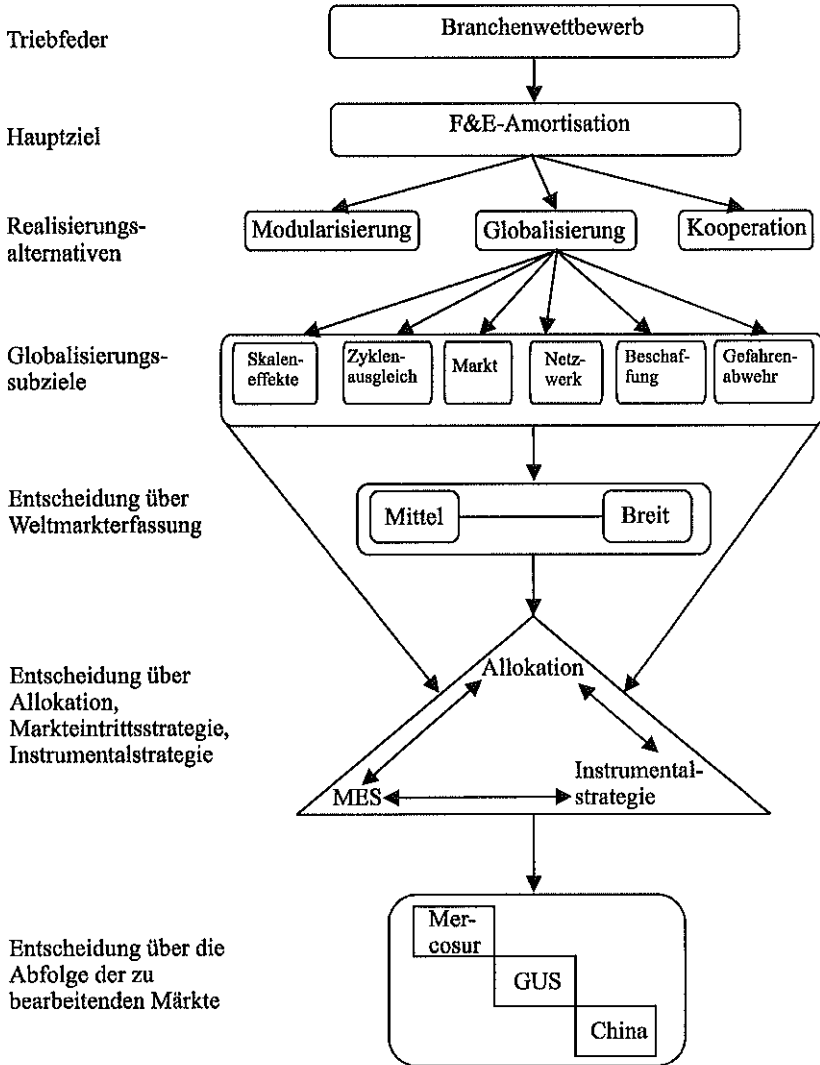 Triebfeder
Branchenwettbewerb
Hauptziel
F&E-Amortisation
Realisierungs-
alternativen
Modularisierung
Globalisierung
Kooperation
Globalisierungs-
subziele
Skalen-
effekte
Zyklen-
ausgleich
Markt
Netz-
werk
Beschaf-
fung
Gefahren-
abwehr
Entscheidung über
Weltmarkterfassung
Mittel
Breit
Entscheidung über
Allokation,
Markteintrittsstrategie,
Instrumentalstrategie
Allokation
MES
Instrumental-
strategie
Entscheidung über die
Abfolge der zu
bearbeitenden Märkte
Mer-
cosur
GUS
China